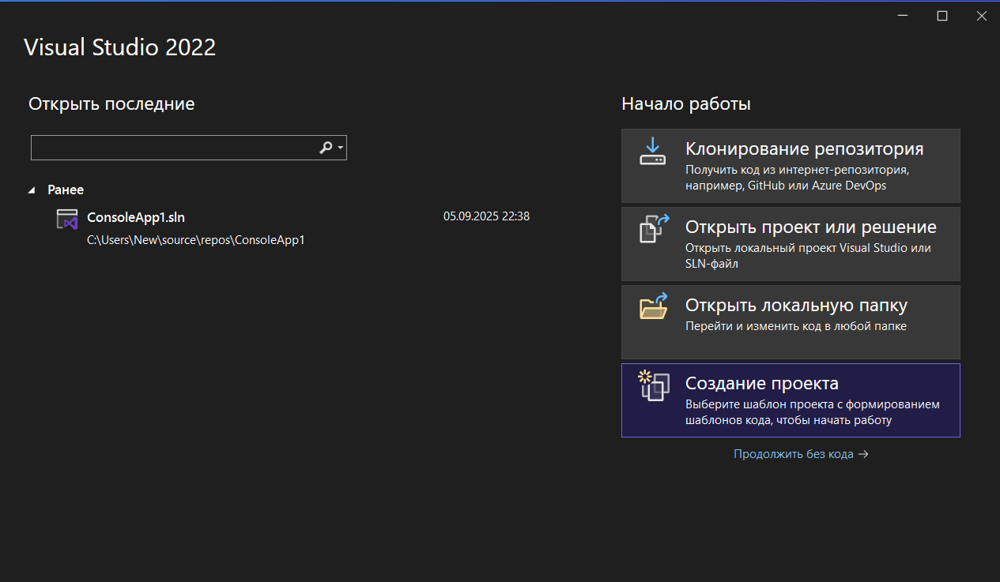 Visual Studio 2022
Открыть последние
Ранее
ConsoleApp1.sln
05.09.2025 22:38
C:\Users\New\source\repos\ConsoleApp1
Начало работы
Клонирование репозитория
Получить код из интернет-репозитория,
например, GitHub или Azure DevOps
Открыть проект или решение
Открыть локальный проект Visual Studio или
SLN-файл
Открыть локальную папку
Перейти и изменить код в любой папке
Создание проекта
Выберите шаблон проекта с формированием
шаблонов кода, чтобы начать работу
Продолжить без кода →